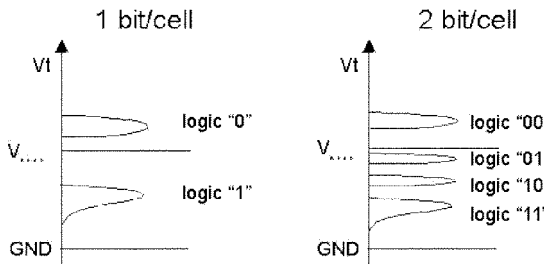 1 bit/cell
Vt
logic "0"
logic "1"
GND
2 bit/cell
Vt
logic "00
logic "01
logic "10
logic "11"
GND